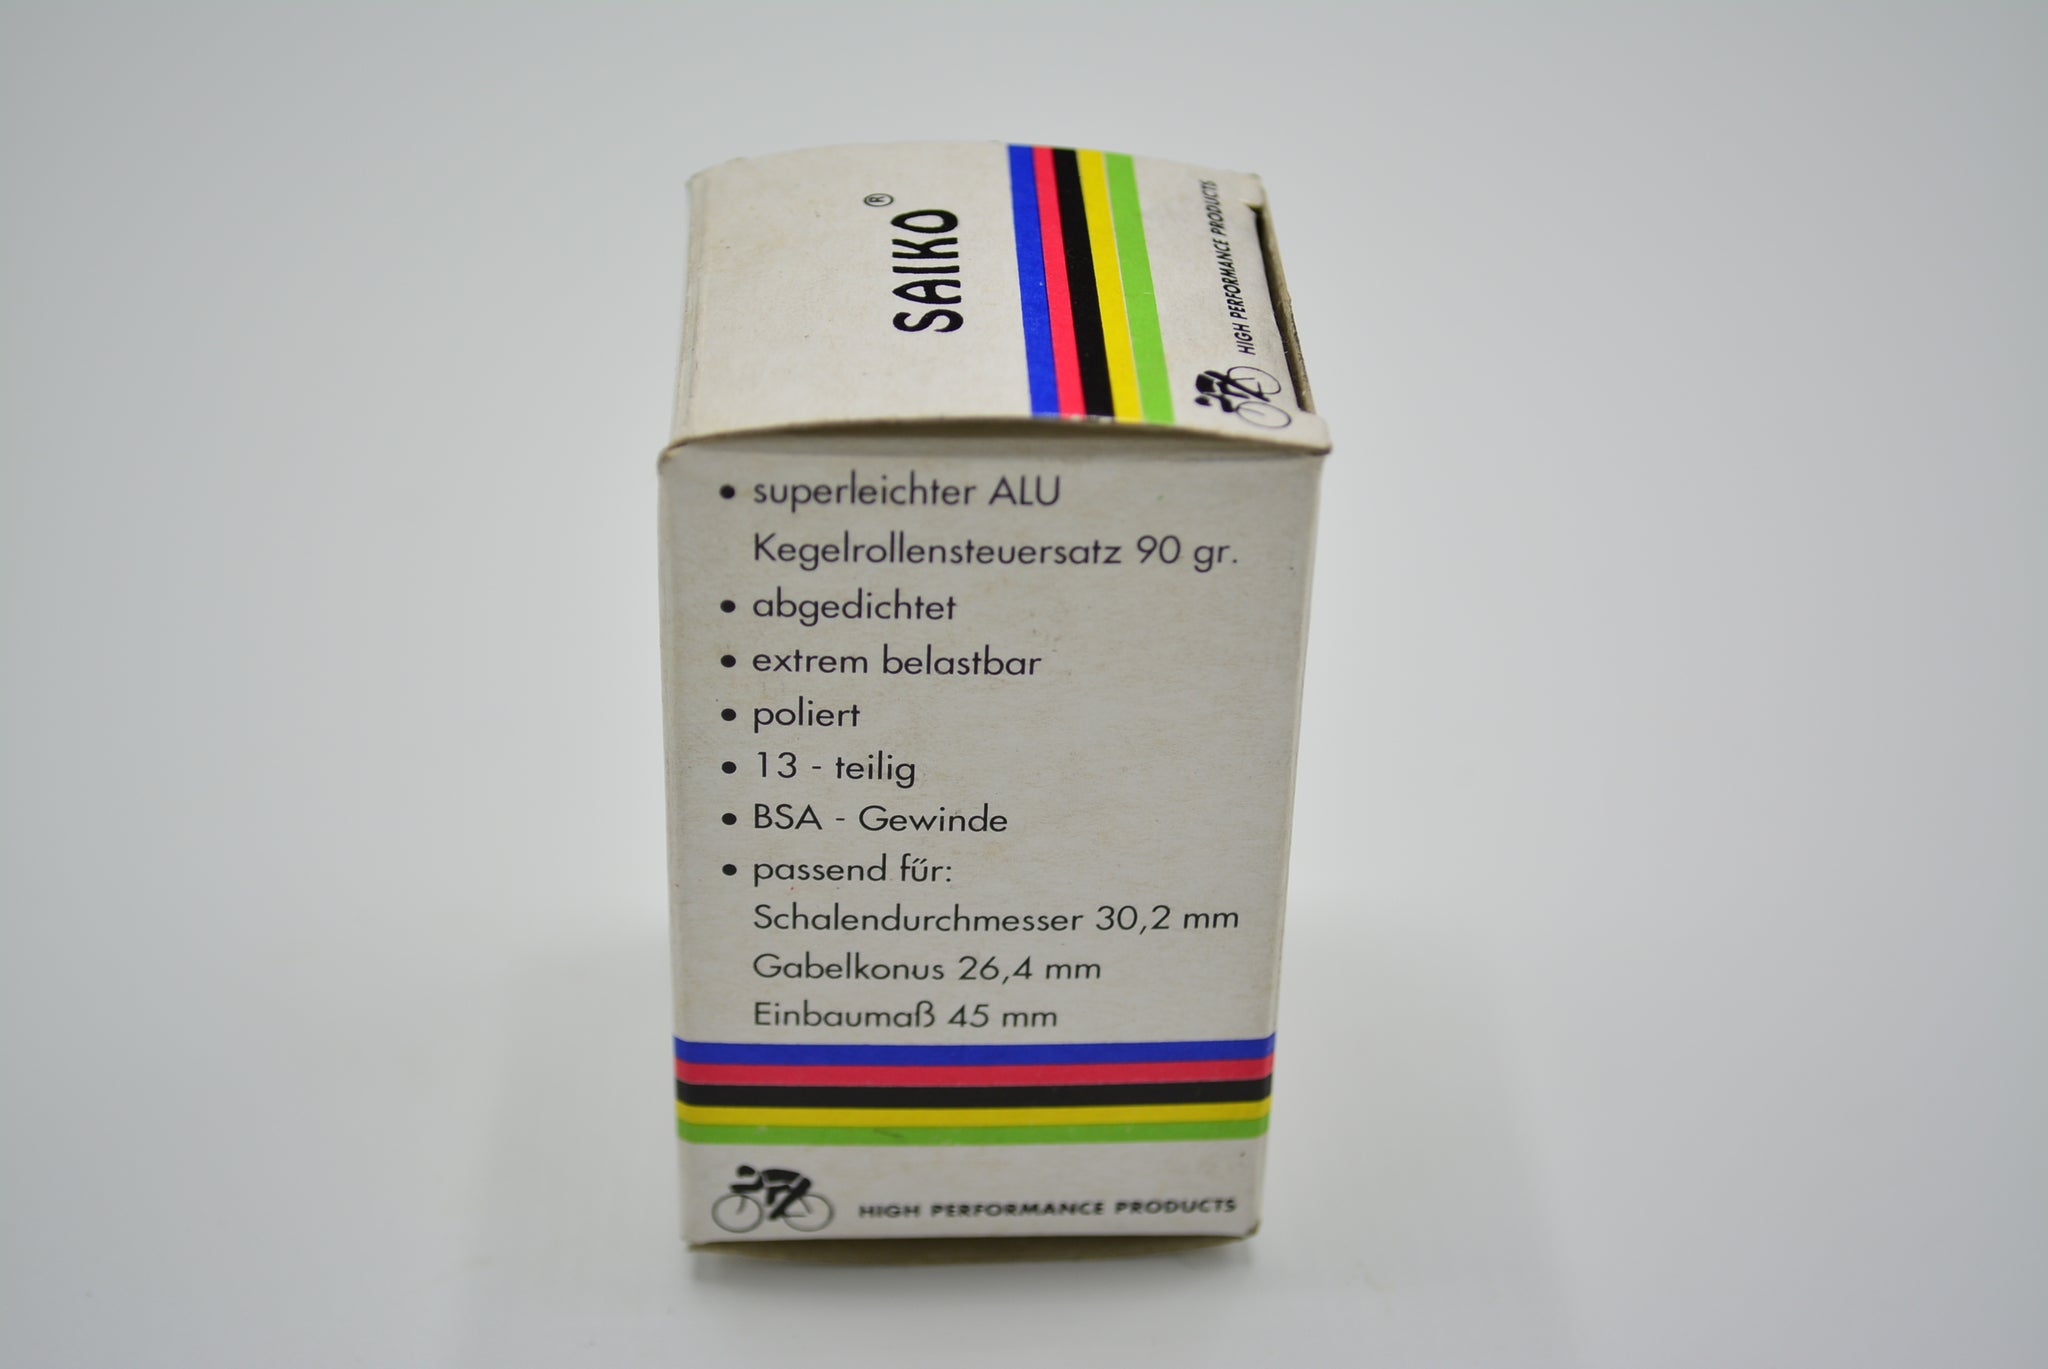 SAIKO ®
HIGH PERFORMANCE PRODUCTS
• superleichter ALU
Kegelrollensteuersatz 90 gr.
• abgedichtet
• extrem belastbar
• poliert
• 13 - teilig
• BSA - Gewinde
• passend fűr:
Schalendurchmesser 30,2 mm
Gabelkonus 26,4 mm
Einbaumaß 45 mm
HIGH PERFORMANCE PRODUCTS